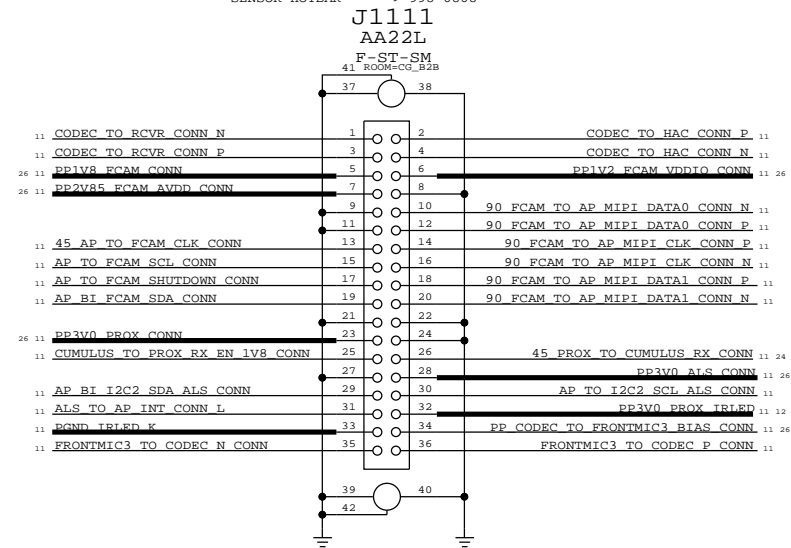 J1111
AA22L
F-ST-SM
41 ROOM=CG_B2B
37 38
11 CODEC_TO_RCVR_CONN_N 1 2 CODEC_TO_HAC_CONN_P 11
11 CODEC_TO_RCVR_CONN_P 3 4 CODEC_TO_HAC_CONN_N 11
26 11 PP1V8_FCAM_CONN 5 6 PP1V2_FCAM_VDDIO_CONN 11 26
26 11 PP2V85_FCAM_AVDD_CONN 7 8
9 10 90_FCAM_TO_AP_MIPI_DATA0_CONN_N 11
11 12 90_FCAM_TO_AP_MIPI_DATA0_CONN_P 11
11 45_AP_TO_FCAM_CLK_CONN 13 14 90_FCAM_TO_AP_MIPI_CLK_CONN_P 11
11 AP_TO_FCAM_SCL_CONN 15 16 90_FCAM_TO_AP_MIPI_CLK_CONN_N 11
11 AP_TO_FCAM_SHUTDOWN_CONN 17 18 90_FCAM_TO_AP_MIPI_DATA1_CONN_P 11
11 AP_BI_FCAM_SDA_CONN 19 20 90_FCAM_TO_AP_MIPI_DATA1_CONN_N 11
21 22
26 11 PP3V0_PROX_CONN 23 24
11 CUMULUS_TO_PROX_RX_EN_1V8_CONN 25 26 45_PROX_TO_CUMULUS_RX_CONN 11 24
27 28 PP3V0_ALS_CONN 11 26
11 AP_BI_I2C2_SDA_ALS_CONN 29 30 AP_TO_I2C2_SCL_ALS_CONN 11
11 ALS_TO_AP_INT_CONN_L 31 32 PP3V0_PROX_IRLED 11 12
11 PGND_IRLED_K 33 34 PP_CODEC_TO_FRONTMIC3_BIAS_CONN 11 26
11 FRONTMIC3_TO_CODEC_N_CONN 35 36 FRONTMIC3_TO_CODEC_P_CONN 11
39 40
42